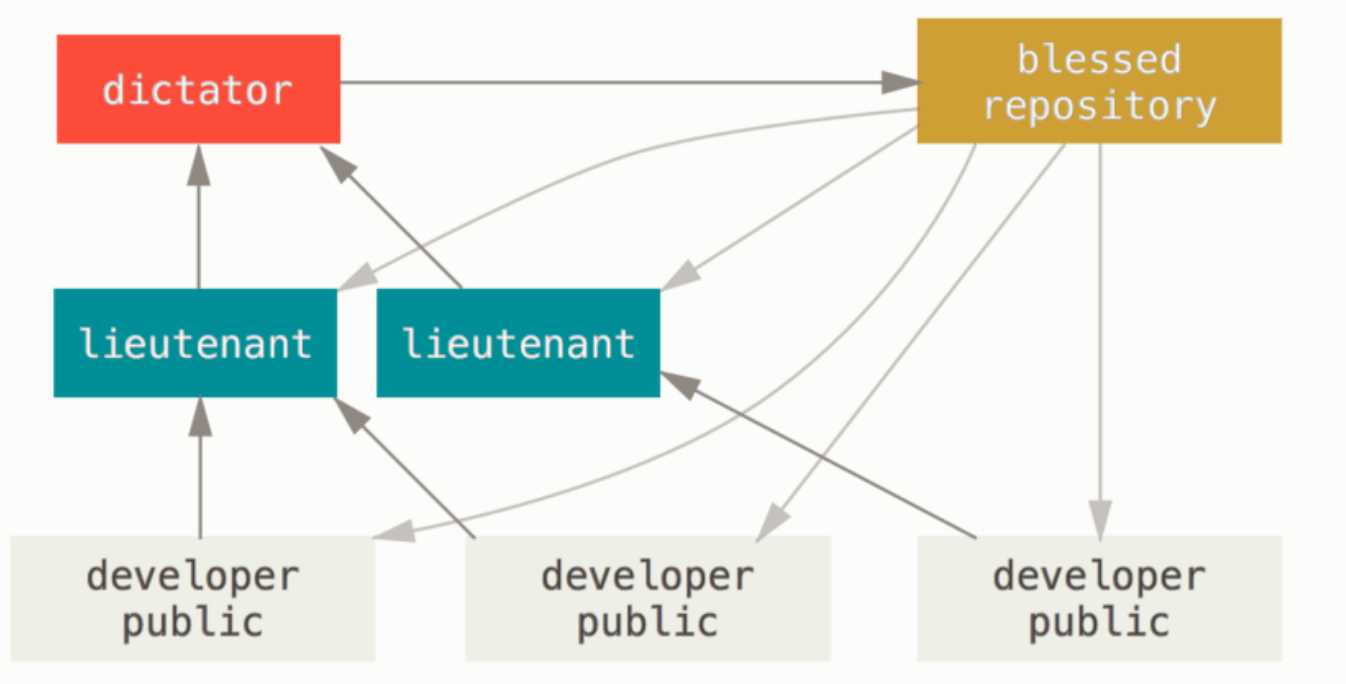 dictator
blessed
repository
lieutenant
lieutenant
developer
public
developer
public
developer
public